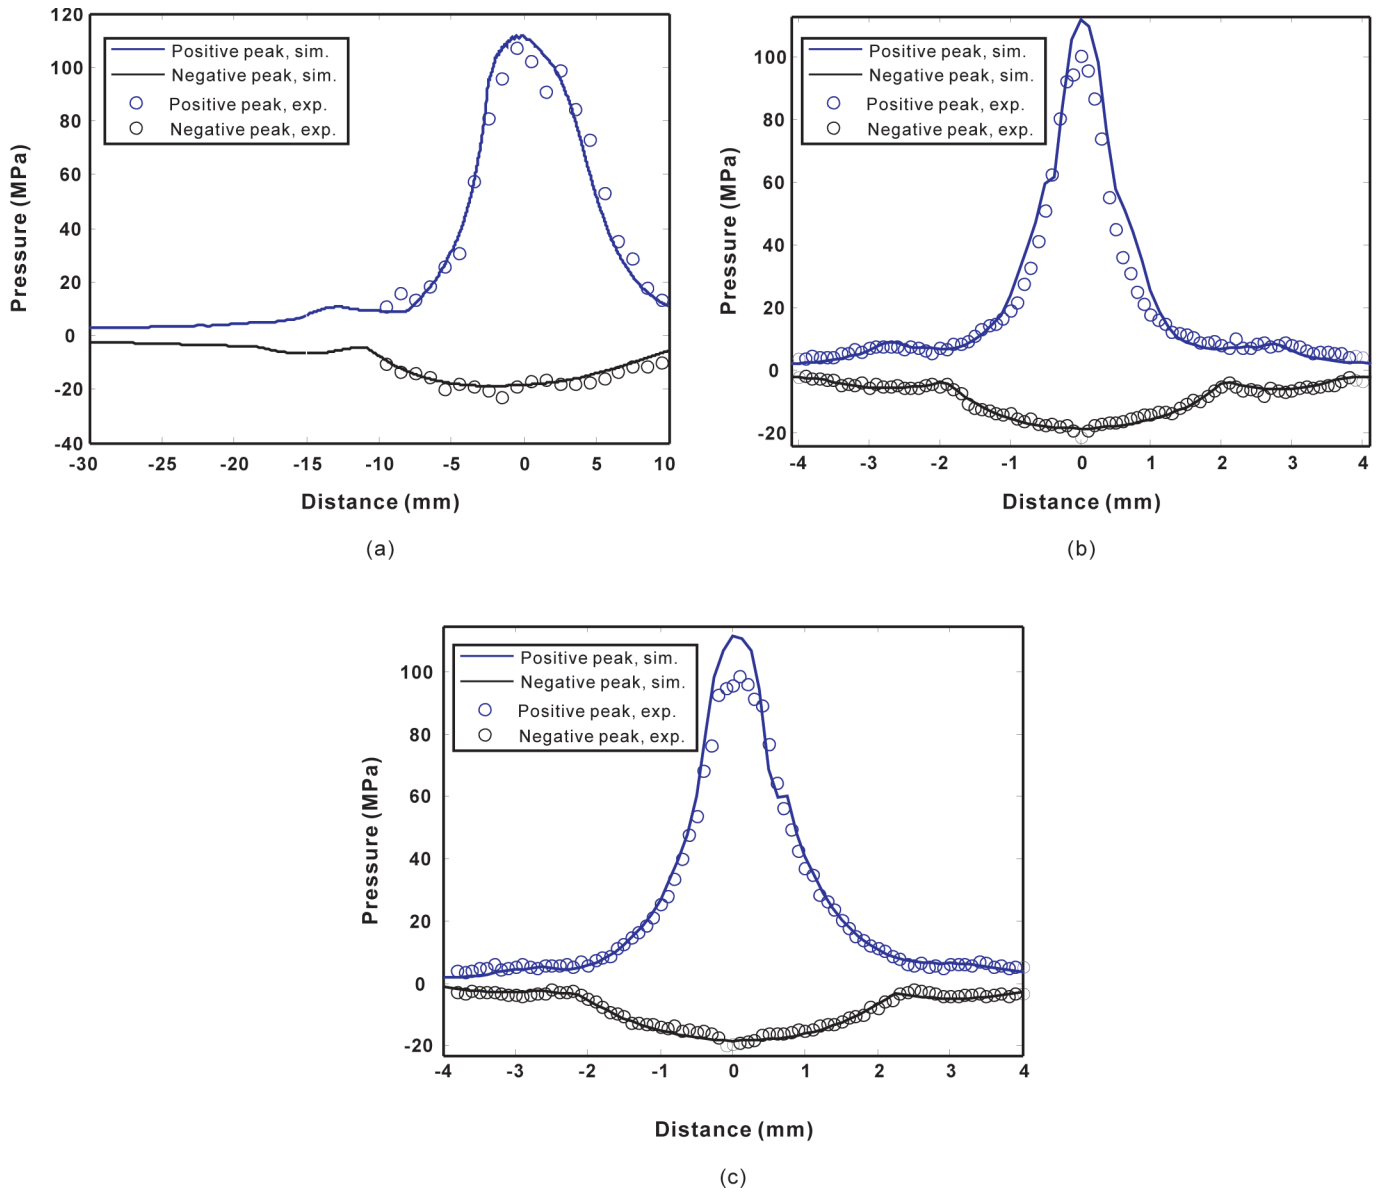 120
100
80
60
40
20
0
-20
-40
Pressure (MPa)
Positive peak, sim.
Negative peak, sim.
Positive peak, exp.
Negative peak, exp.
-30 -25 -20 -15 -10 -5 0 5 10
Distance (mm)
(a)
100
80
60
40
20
0
-20
Pressure (MPa)
Positive peak, sim.
Negative peak, sim.
Positive peak, exp.
Negative peak, exp.
-4 -3 -2 -1 0 1 2 3 4
Distance (mm)
(b)
100
80
60
40
20
0
-20
Pressure (MPa)
Positive peak, sim.
Negative peak, sim.
Positive peak, exp.
Negative peak, exp.
-4 -3 -2 -1 0 1 2 3 4
Distance (mm)
(c)